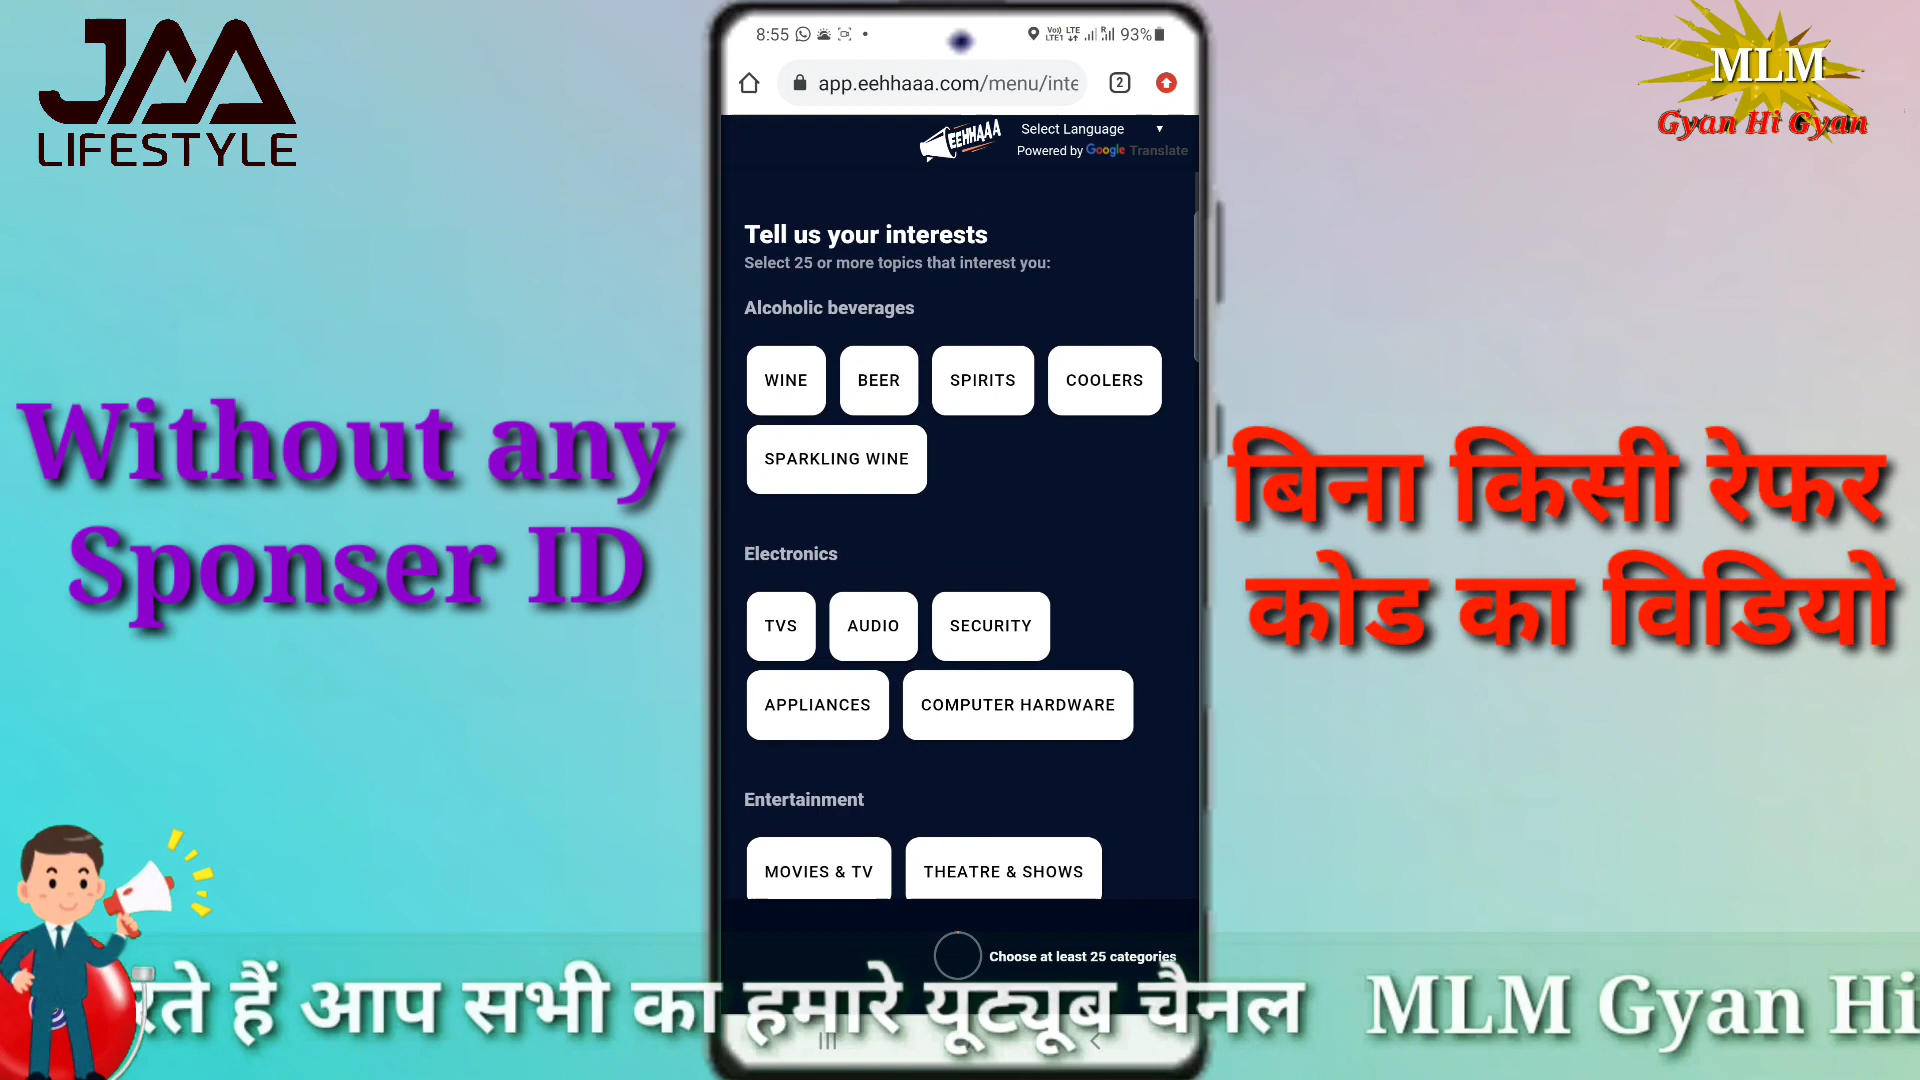 JAA
LIFESTYLE
MLM
Gyan Hi Gyan
8:55
93%
app.eehhaaa.com/menu/inte
2
EEHHAAA
Select Language
Powered by Google Translate
Tell us your interests
Select 25 or more topics that interest you:
Alcoholic beverages
WINE BEER SPIRITS COOLERS
SPARKLING WINE
Electronics
TVS AUDIO SECURITY
APPLIANCES COMPUTER HARDWARE
Entertainment
MOVIES & TV THEATRE & SHOWS
Choose at least 25 categories
Without any
Sponser ID
बिना किसी रेफर
कोड का विडियो
हैं आप सभी का हमारे यूट्यूब चैनल MLM Gyan Hi